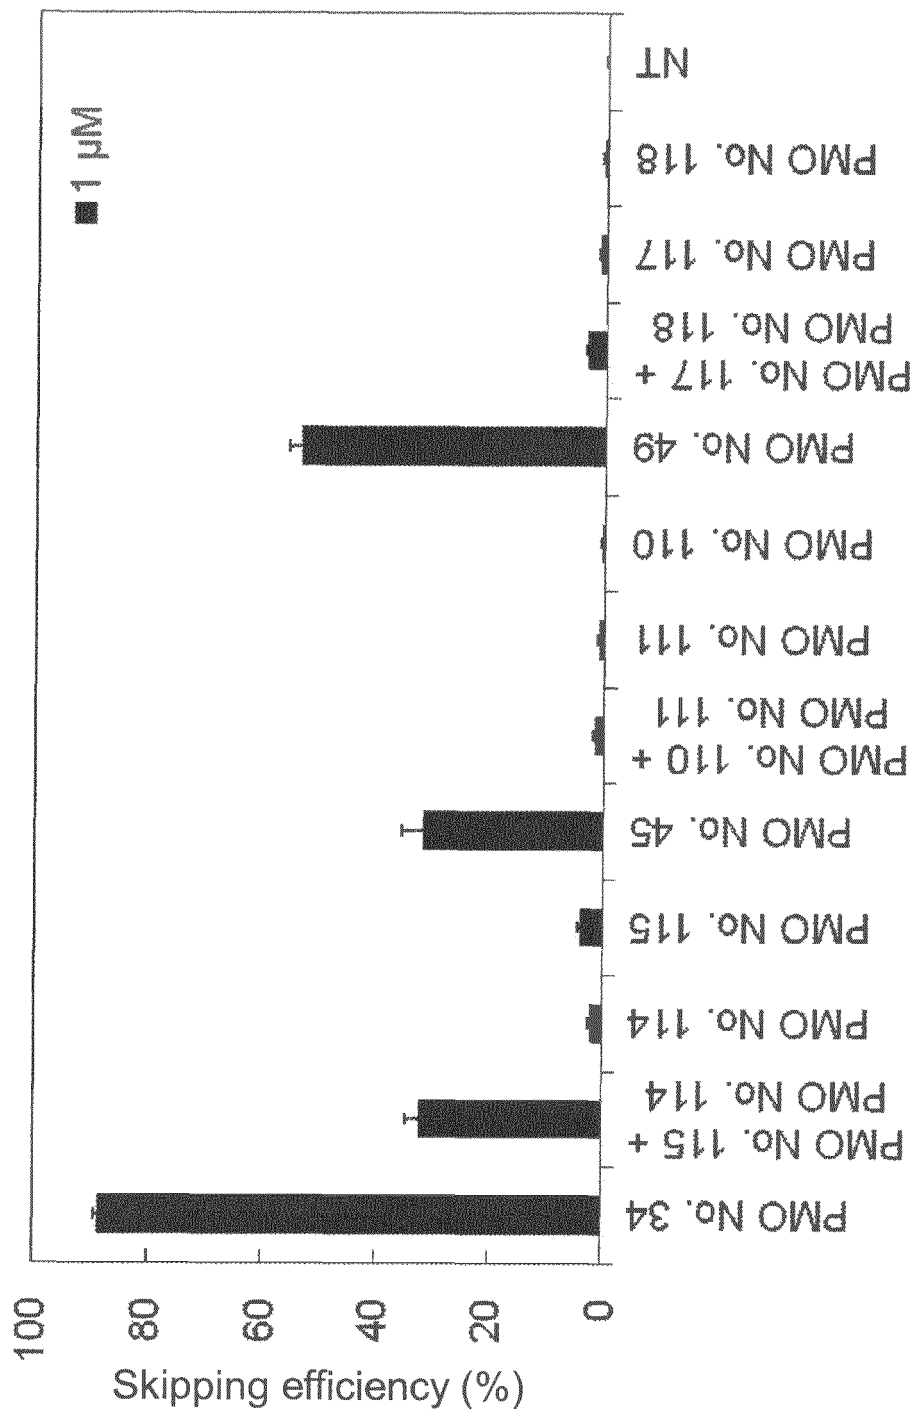 1 µM
100
80
60
40
20
0
Skipping efficiency (%)
PMO No. 34
PMO No. 115 +
PMO No. 114
PMO No. 114
PMO No. 115
PMO No. 45
PMO No. 110 +
PMO No. 111
PMO No. 111
PMO No. 110
PMO No. 49
PMO No. 117 +
PMO No. 118
PMO No. 117
PMO No. 118
NT